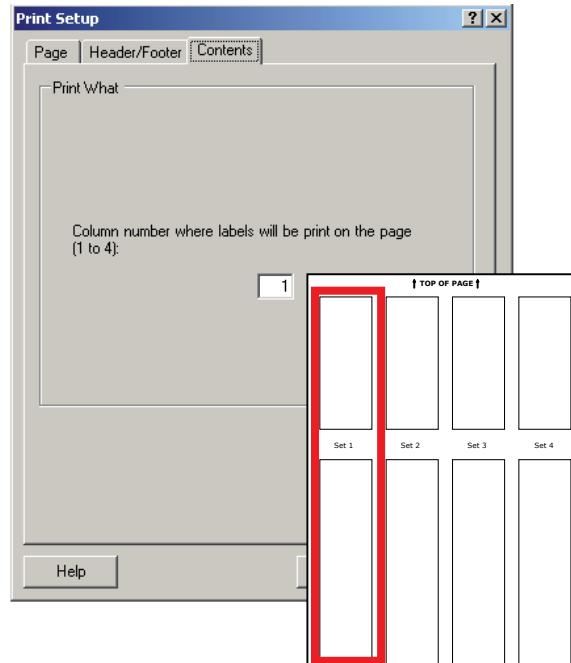 Print Setup
? ×
Page Header/Footer Contents
Print What
Column number where labels will be print on the page
(1 to 4):
1
TOP OF PAGE
Set 1 Set 2 Set 3 Set 4
Help